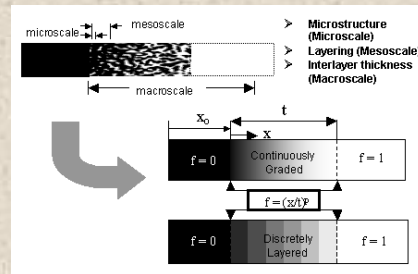 mesoscale
microscale
macroscale
➢ Microstructure
(Microscale)
➢ Layering (Mesoscale)
➢ Interlayer thickness
(Macroscale)
xo
t
x
f = 0
Continuously
Graded
f = 1
f = (x/t)p
f = 0
Discretely
Layered
f = 1